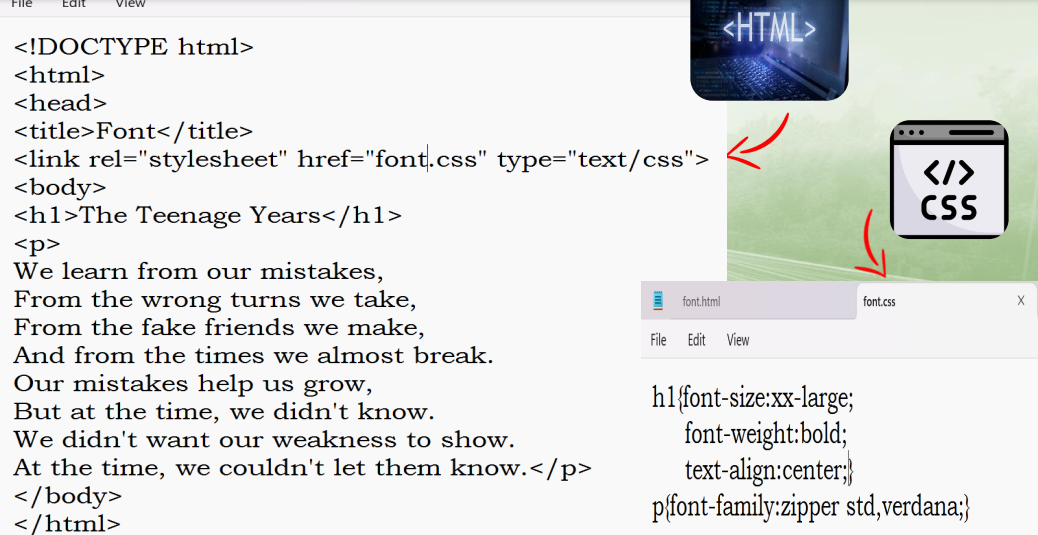 File Edit View
<!DOCTYPE html>
<html>
<head>
<title>Font</title>
<link rel="stylesheet" href="font.css" type="text/css">
<body>
<h1>The Teenage Years</h1>
<p>
We learn from our mistakes,
From the wrong turns we take,
From the fake friends we make,
And from the times we almost break.
Our mistakes help us grow,
But at the time, we didn't know.
We didn't want our weakness to show.
At the time, we couldn't let them know.</p>
</body>
</html>
<HTML>
</>
CSS
font.html font.css X
File Edit View
h1{font-size:xx-large;
font-weight:bold;
text-align:center;}
p{font-family:zipper std,verdana;}